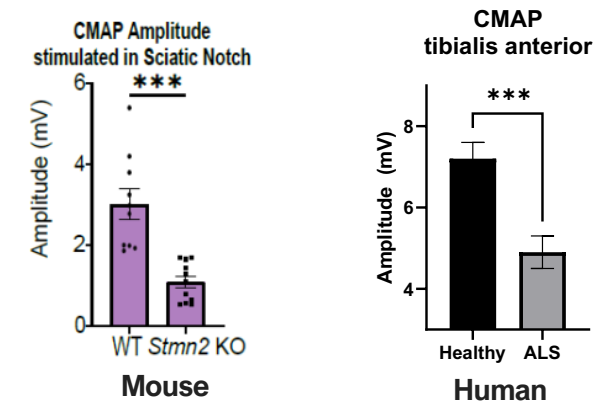 CMAP Amplitude
stimulated in Sciatic Notch
***
6
4
2
0
Amplitude (mV)
WT Stmn2 KO
Mouse
CMAP
tibialis anterior
***
8
6
4
Amplitude (mV)
Healthy ALS
Human